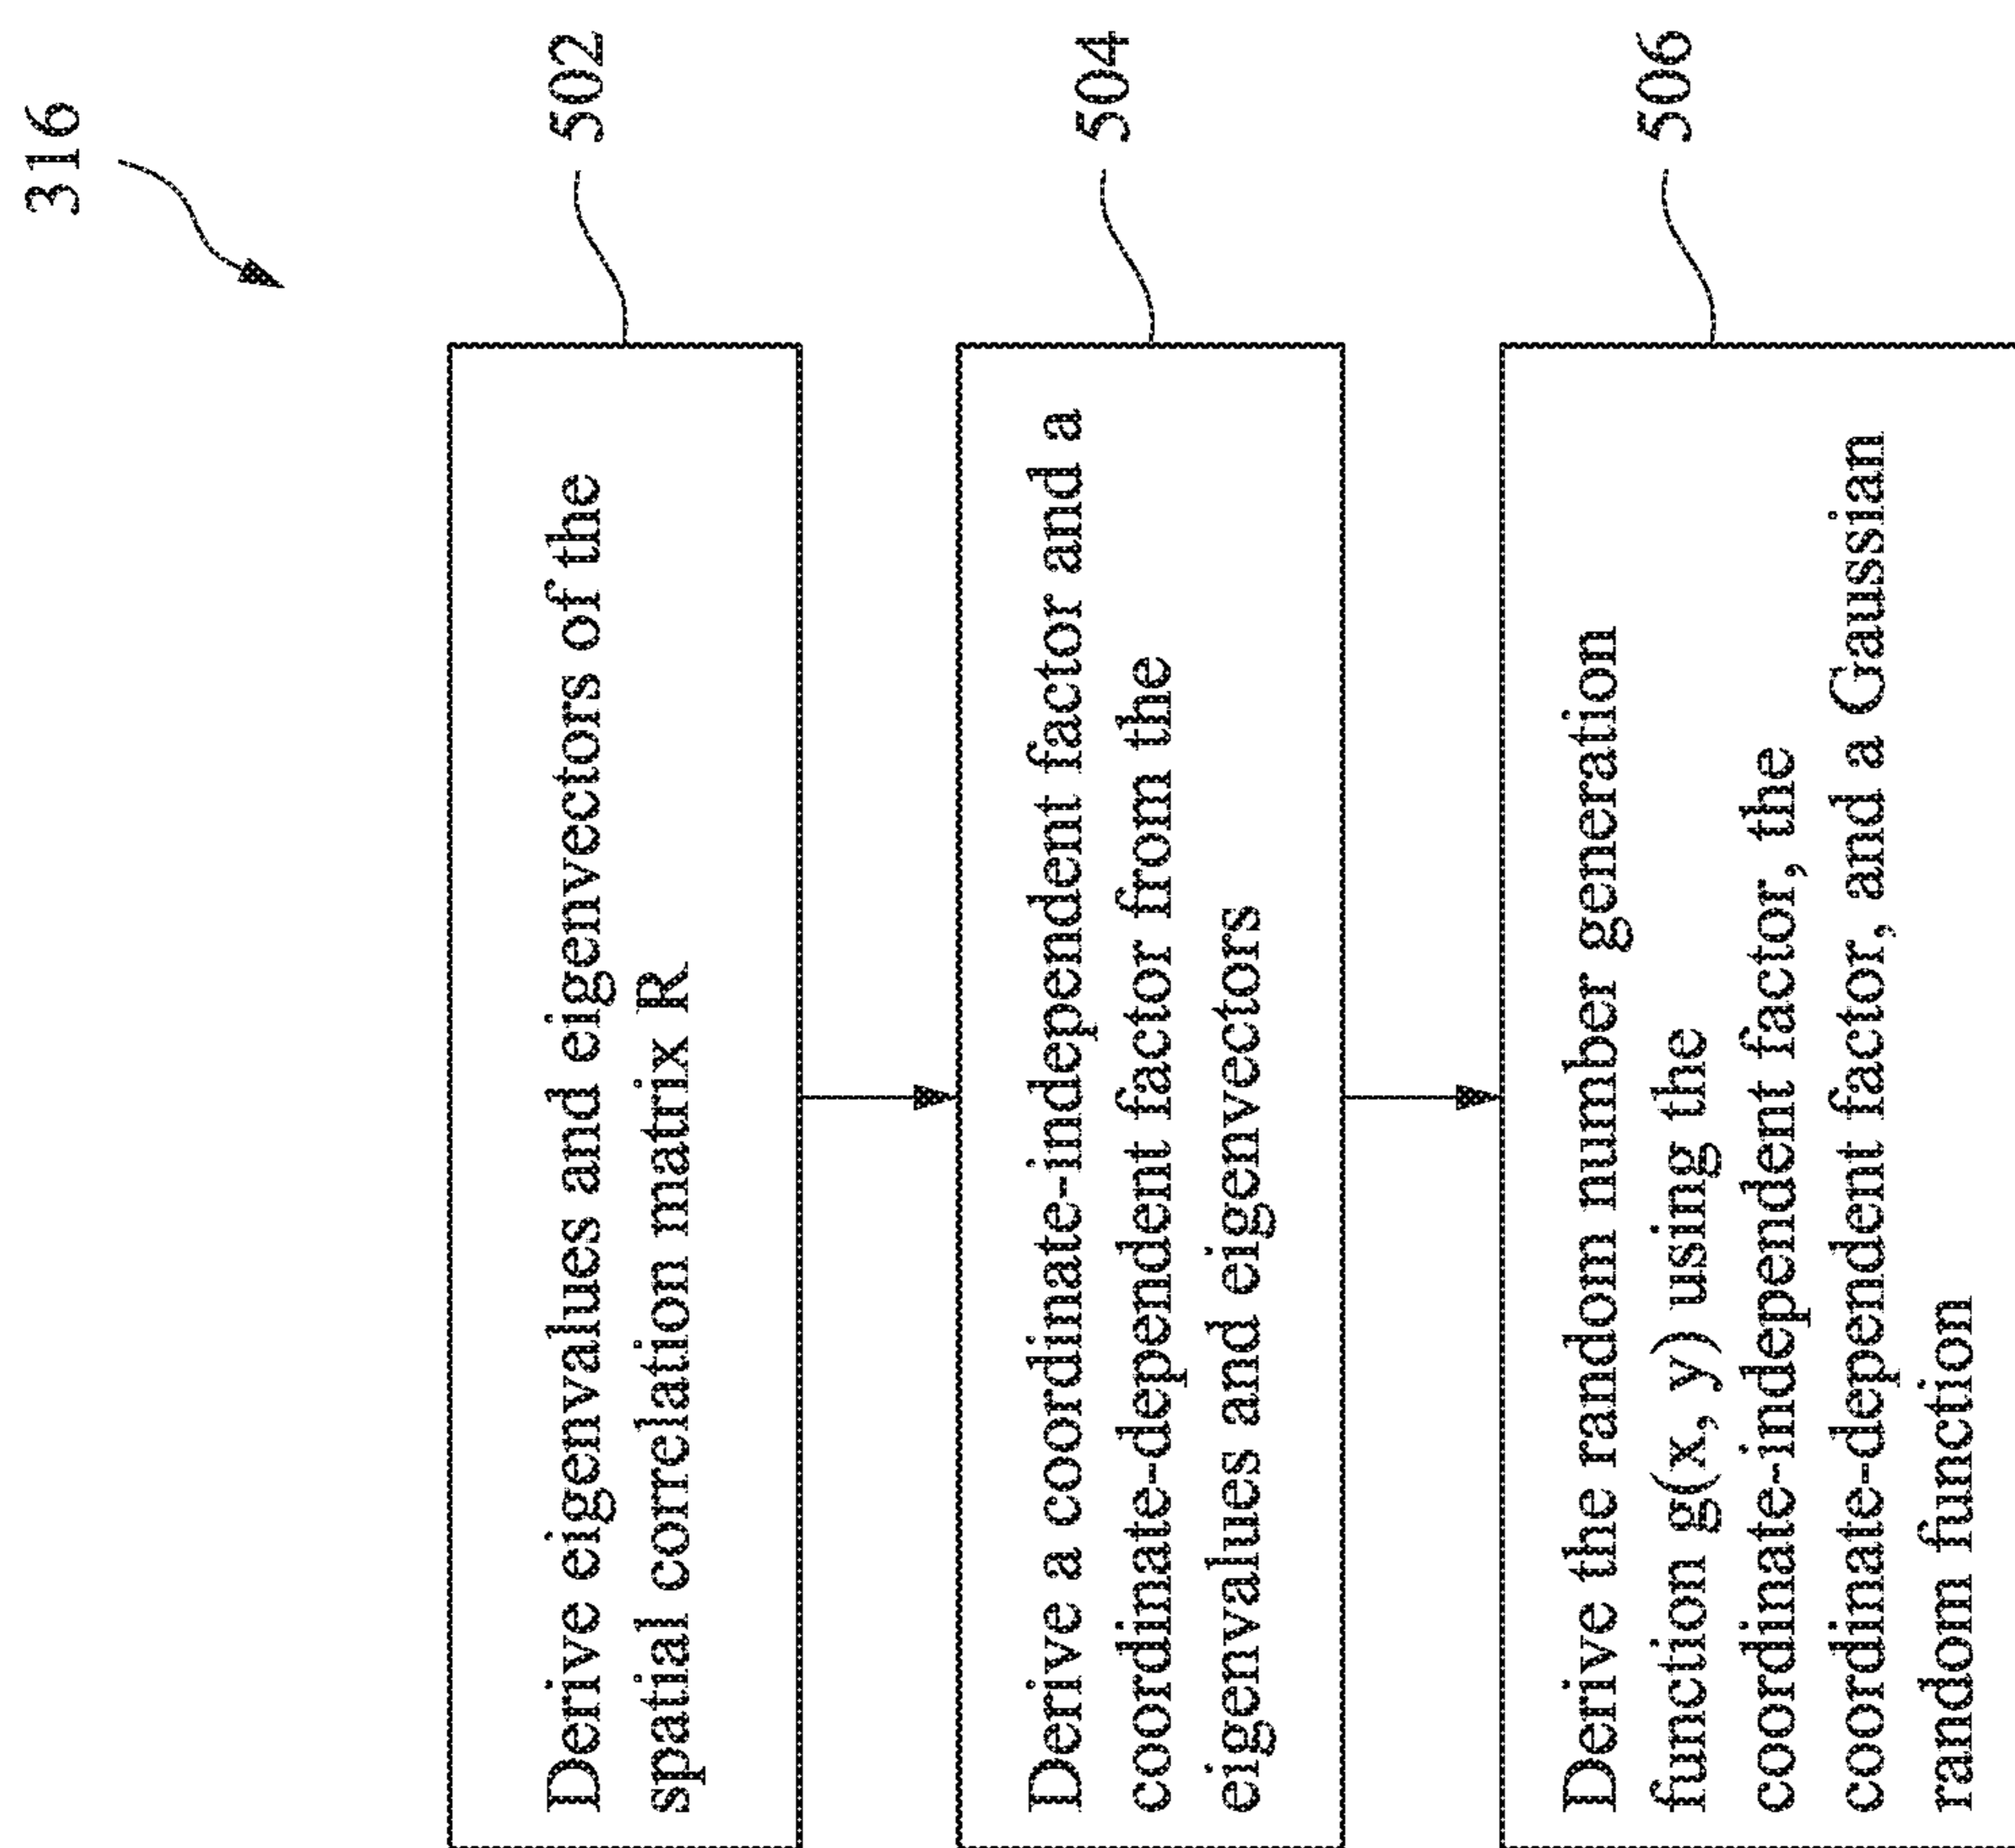 316
Derive eigenvalues and eigenvectors of the
spatial correlation matrix R
502
Derive a coordinate-independent factor and a
coordinate-dependent factor from the
eigenvalues and eigenvectors
504
Derive the random number generation
function g(x, y) using the
coordinate-independent factor, the
coordinate-dependent factor, and a Gaussian
random function
506